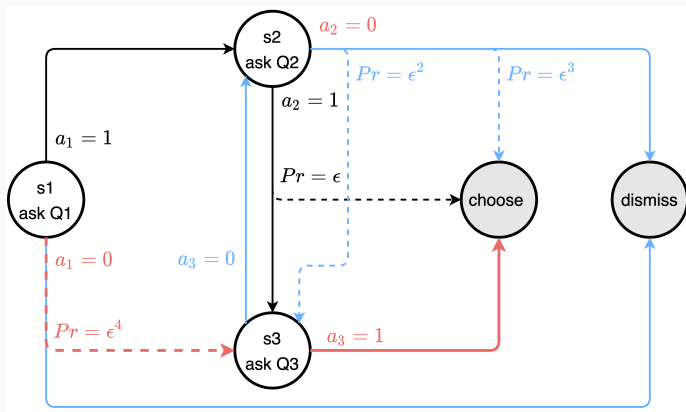 s2
ask Q2
a₂ = 0
Pr = ϵ²
Pr = ϵ³
a₂ = 1
a₁ = 1
Pr = ϵ
s1
ask Q1
choose
dismiss
a₁ = 0
a₃ = 0
Pr = ϵ⁴
s3
ask Q3
a₃ = 1